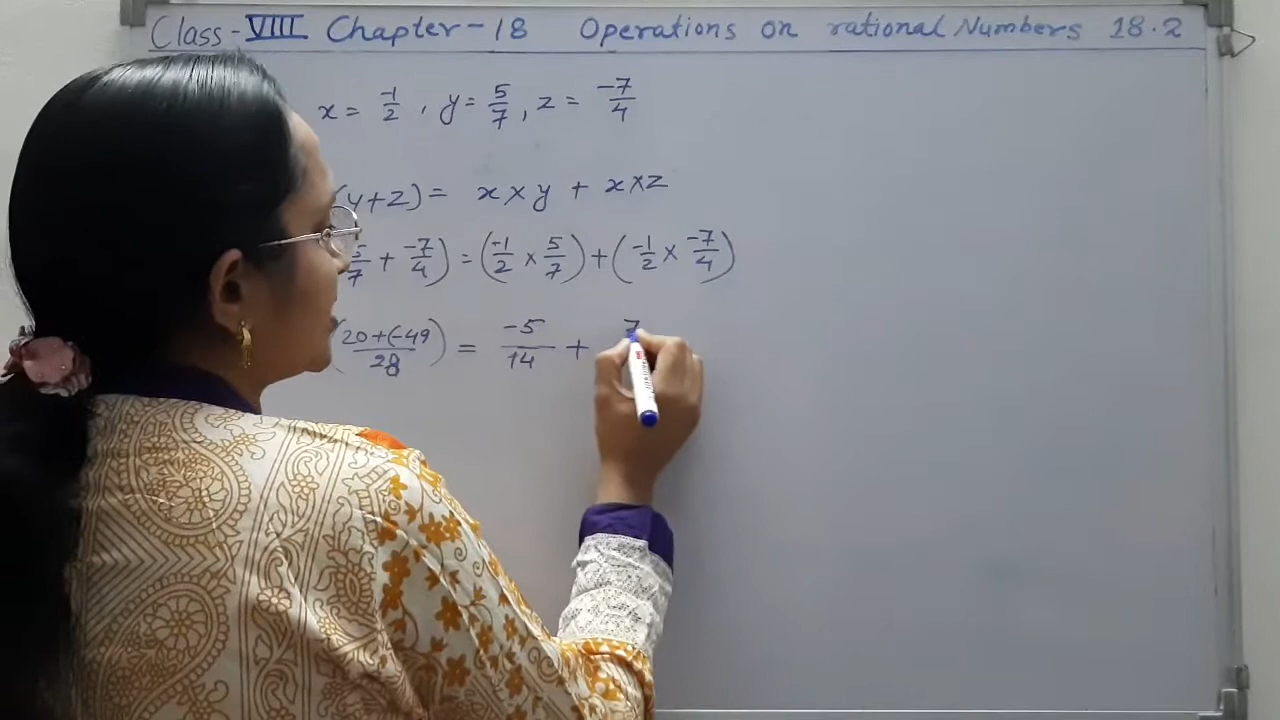 Class-VIII Chapter-18 Operations on rational Numbers 18.2
x = -1/2 , y = 5/7 , z = -7/4
(y+z) = x × y + x × z
5/7 + -7/4) = (-1/2 × 5/7) + (-1/2 × -7/4)
(20+(-49)/28 = -5/14 + 7